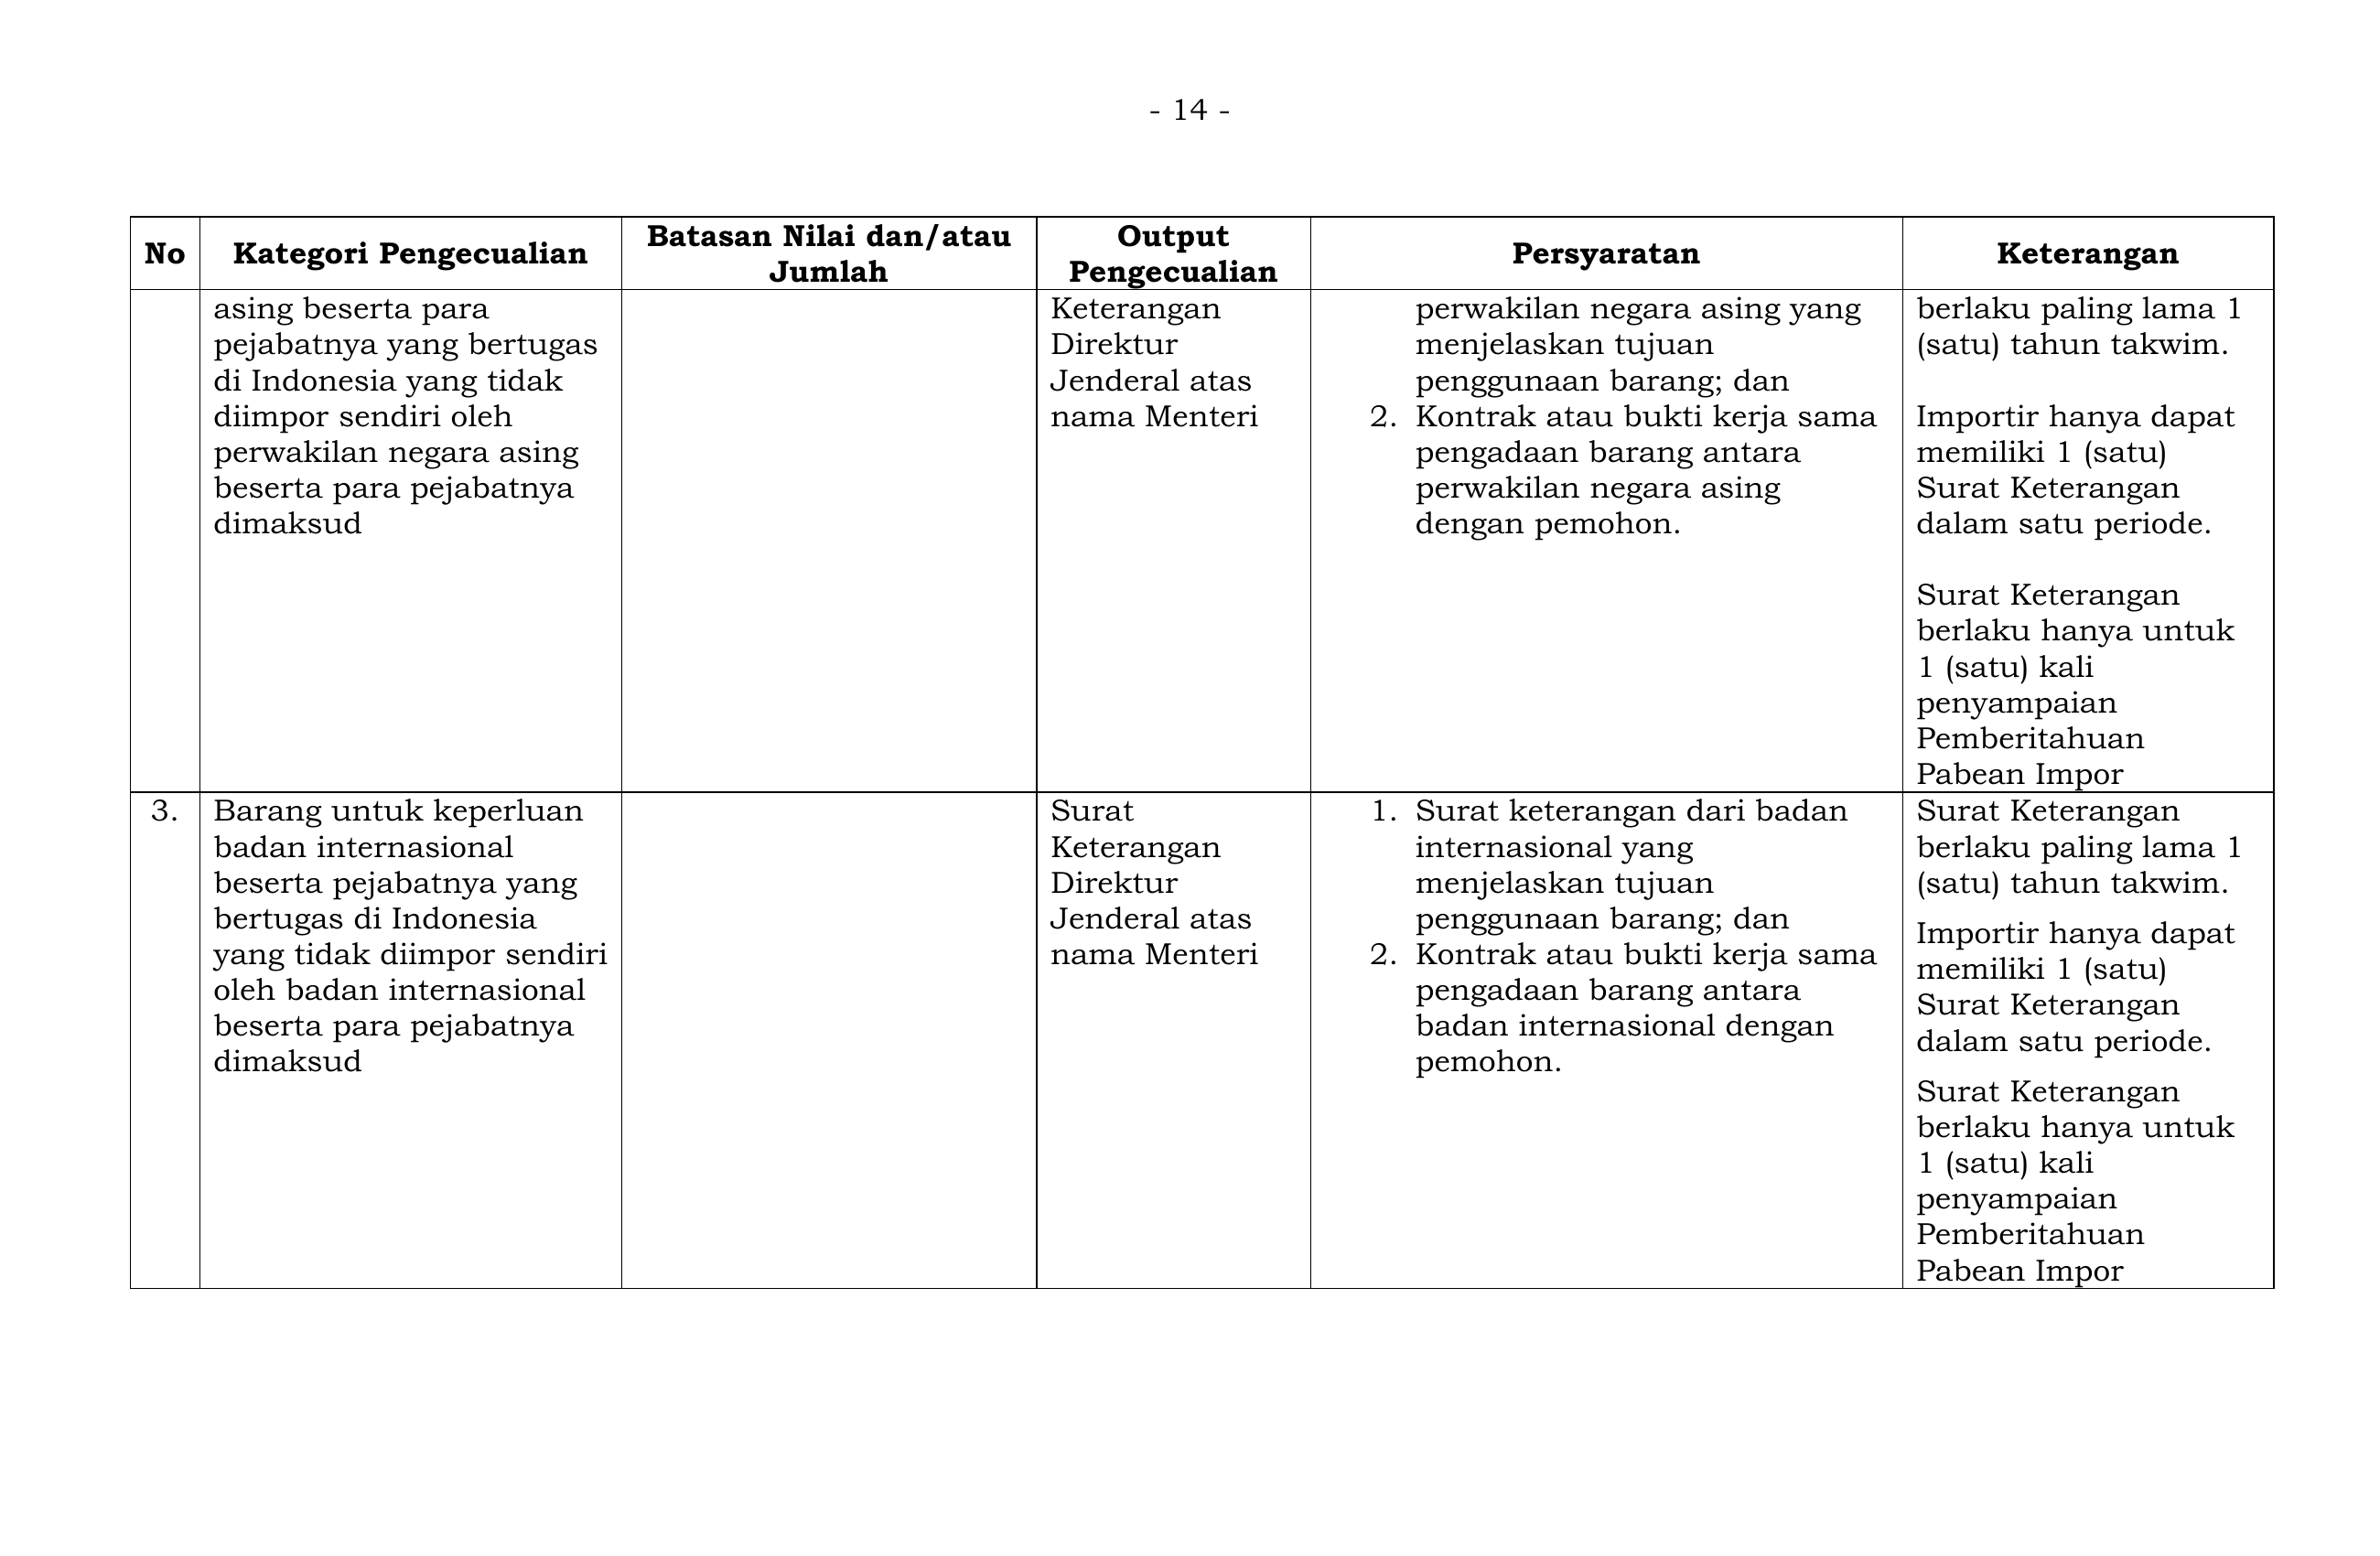 - 14 -
No
Kategori Pengecualian
Batasan Nilai dan/atau
Jumlah
Output
Pengecualian
Persyaratan
Keterangan
asing beserta para
pejabatnya yang bertugas
di Indonesia yang tidak
diimpor sendiri oleh
perwakilan negara asing
beserta para pejabatnya
dimaksud
Keterangan
Direktur
Jenderal atas
nama Menteri
perwakilan negara asing yang
menjelaskan tujuan
penggunaan barang; dan
2. Kontrak atau bukti kerja sama
pengadaan barang antara
perwakilan negara asing
dengan pemohon.
berlaku paling lama 1
(satu) tahun takwim.
Importir hanya dapat
memiliki 1 (satu)
Surat Keterangan
dalam satu periode.
Surat Keterangan
berlaku hanya untuk
1 (satu) kali
penyampaian
Pemberitahuan
Pabean Impor
3.
Barang untuk keperluan
badan internasional
beserta pejabatnya yang
bertugas di Indonesia
yang tidak diimpor sendiri
oleh badan internasional
beserta para pejabatnya
dimaksud
Surat
Keterangan
Direktur
Jenderal atas
nama Menteri
1. Surat keterangan dari badan
internasional yang
menjelaskan tujuan
penggunaan barang; dan
2. Kontrak atau bukti kerja sama
pengadaan barang antara
badan internasional dengan
pemohon.
Surat Keterangan
berlaku paling lama 1
(satu) tahun takwim.
Importir hanya dapat
memiliki 1 (satu)
Surat Keterangan
dalam satu periode.
Surat Keterangan
berlaku hanya untuk
1 (satu) kali
penyampaian
Pemberitahuan
Pabean Impor